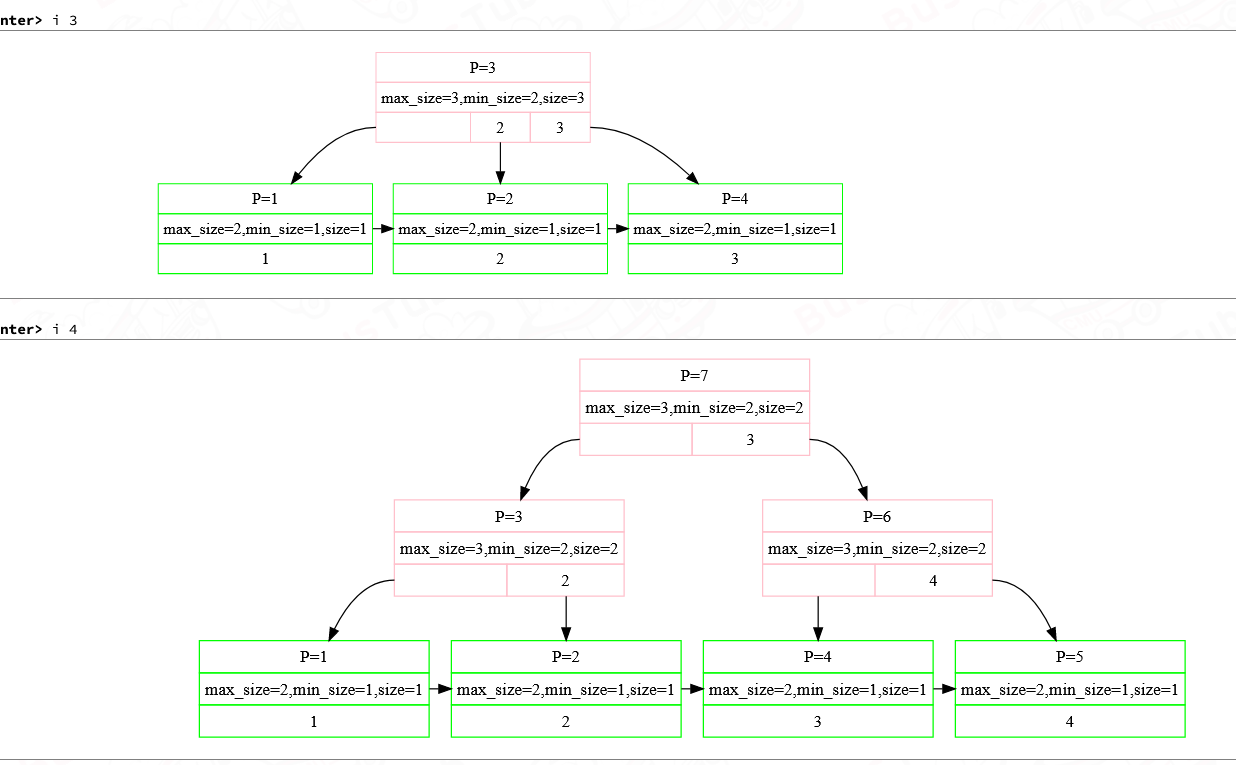 nter> i 3
P=3
max_size=3,min_size=2,size=3
2 3
P=1 P=2 P=4
max_size=2,min_size=1,size=1 max_size=2,min_size=1,size=1 max_size=2,min_size=1,size=1
1 2 3
nter> i 4
P=7
max_size=3,min_size=2,size=2
3
P=3 P=6
max_size=3,min_size=2,size=2 max_size=3,min_size=2,size=2
2 4
P=1 P=2 P=4 P=5
max_size=2,min_size=1,size=1 max_size=2,min_size=1,size=1 max_size=2,min_size=1,size=1 max_size=2,min_size=1,size=1
1 2 3 4